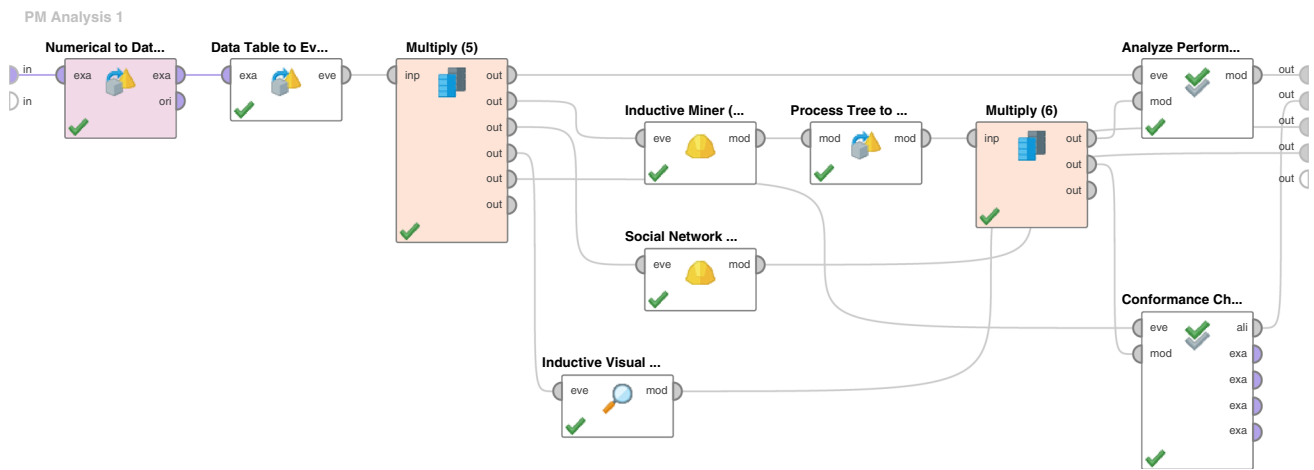 PM Analysis 1
Numerical to Dat...
Data Table to Ev...
Multiply (5)
Analyze Perform...
in
in
exa
exa
ori
exa
eve
inp
out
out
out
out
out
out
Inductive Miner (...
eve
mod
Process Tree to ...
mod
mod
Multiply (6)
inp
out
out
out
eve
mod
mod
out
out
out
out
out
Social Network ...
eve
mod
Inductive Visual ...
eve
mod
Conformance Ch...
eve
mod
ali
exa
exa
exa
exa